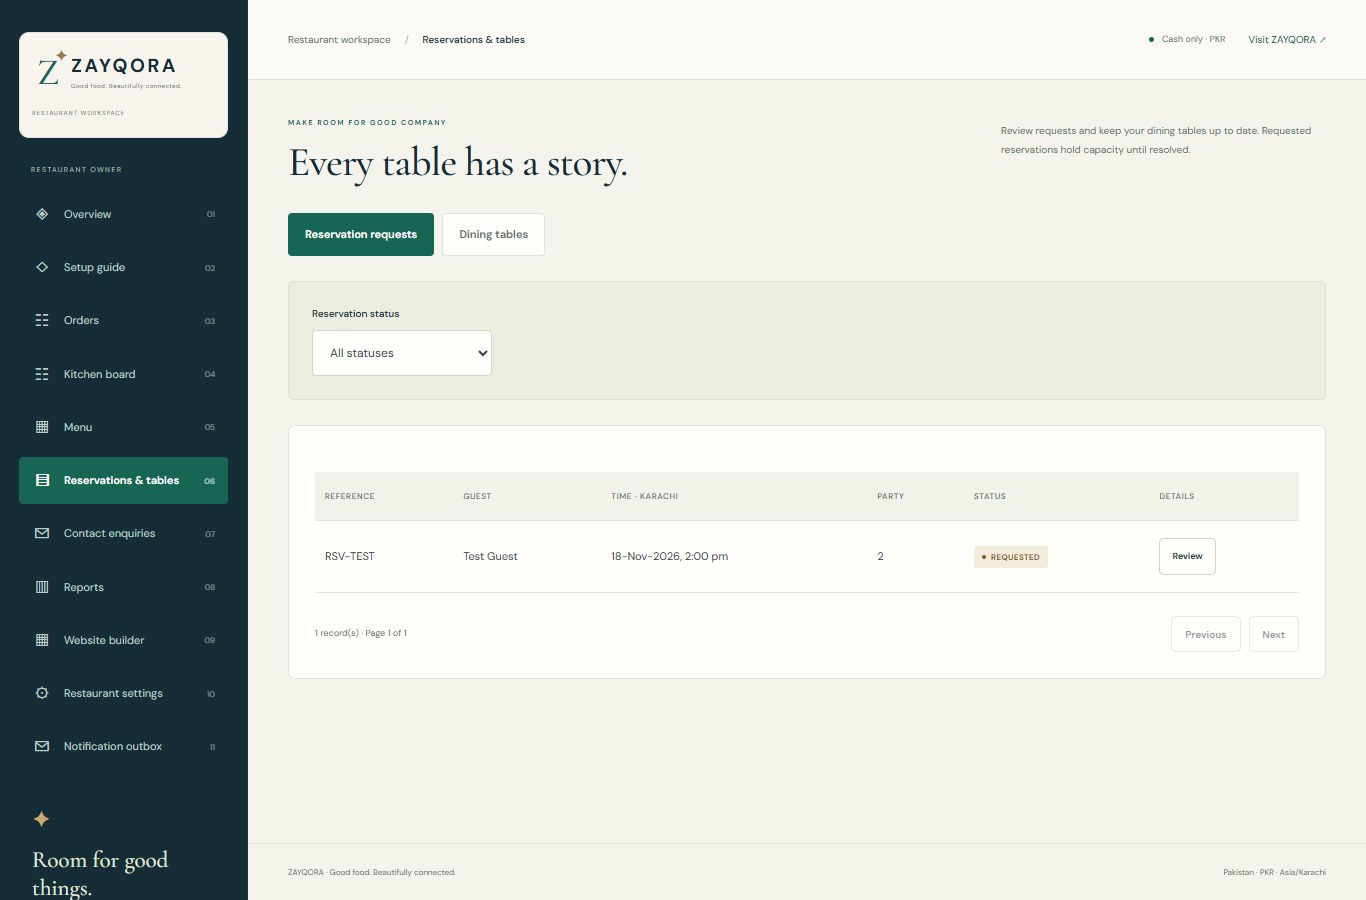 Z ZAYQORA
Good food. Beautifully connected.
RESTAURANT WORKSPACE
RESTAURANT OWNER
Overview 01
Setup guide 02
Orders 03
Kitchen board 04
Menu 05
Reservations & tables 06
Contact enquiries 07
Reports 08
Website builder 09
Restaurant settings 10
Notification outbox 11
Room for good
things.
Restaurant workspace / Reservations & tables
Cash only · PKR Visit ZAYQORA ↗
MAKE ROOM FOR GOOD COMPANY
Every table has a story.
Review requests and keep your dining tables up to date. Requested
reservations hold capacity until resolved.
Reservation requests Dining tables
Reservation status
All statuses
REFERENCE GUEST TIME · KARACHI PARTY STATUS DETAILS
RSV-TEST Test Guest 18-Nov-2026, 2:00 pm 2 REQUESTED Review
1 record(s) · Page 1 of 1 Previous Next
ZAYQORA · Good food. Beautifully connected. Pakistan · PKR · Asia/Karachi